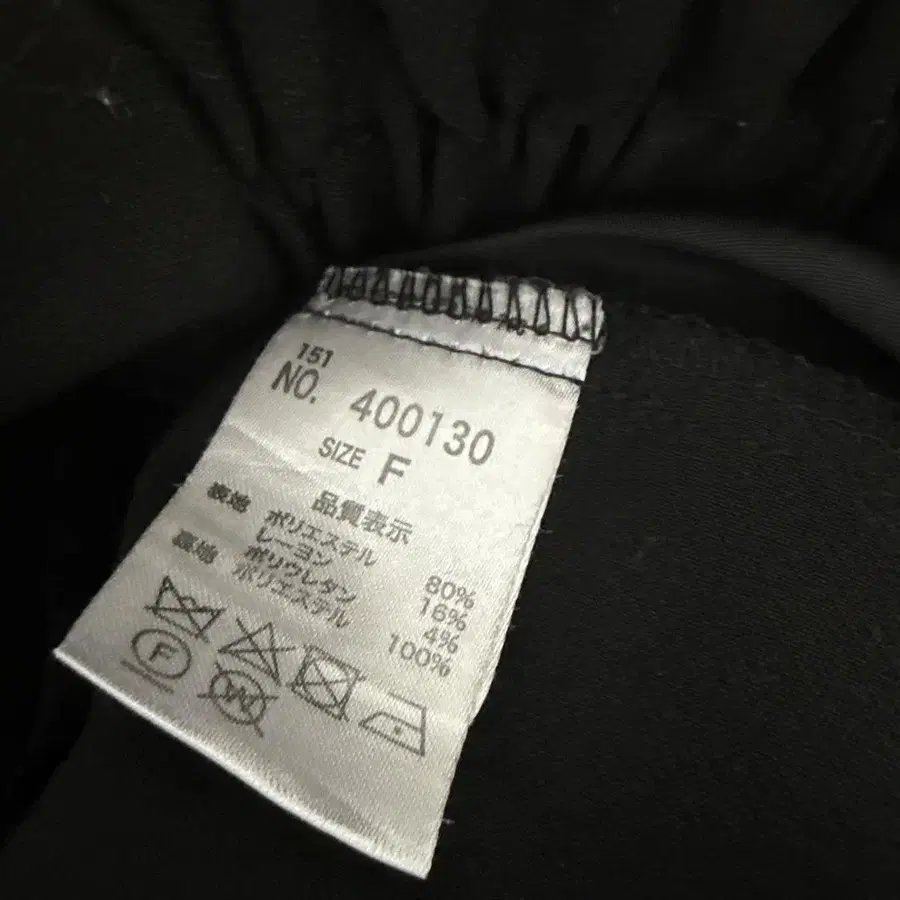 151
NO. 400130
SIZE F
品質表示
表地 ポリエステル 80%
レーヨン 16%
ポリウレタン 4%
裏地 ポリエステル 100%
F
W